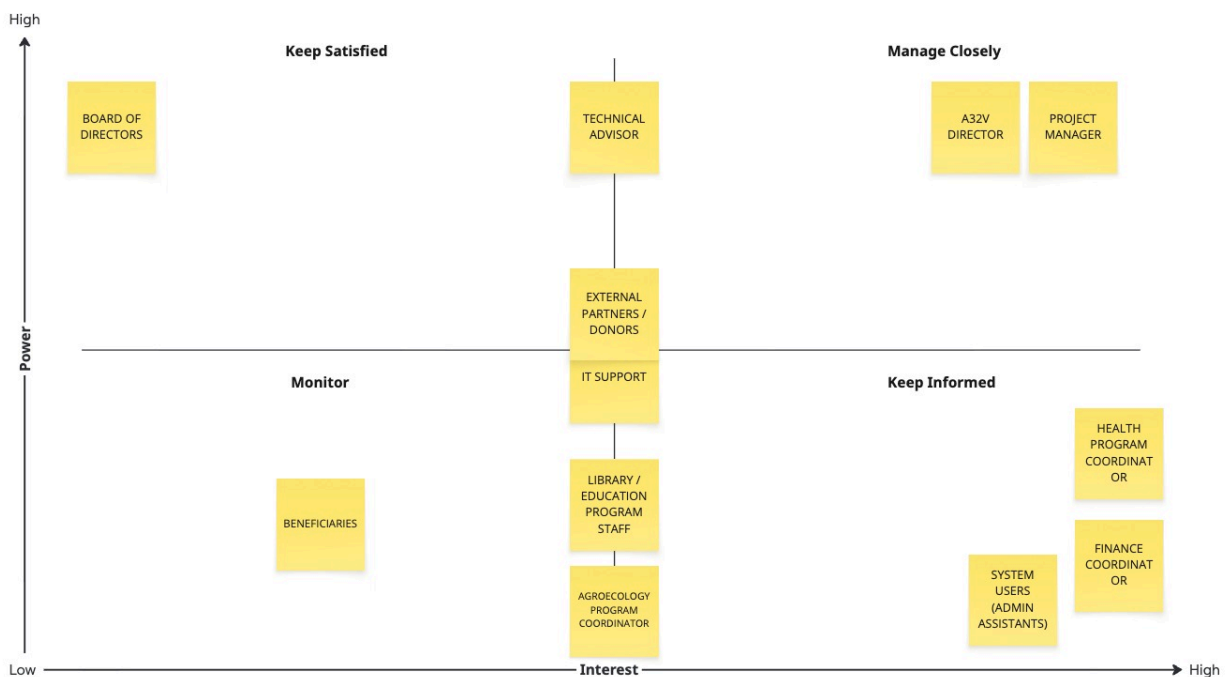 High
Keep Satisfied
Manage Closely
BOARD OF
DIRECTORS
TECHNICAL
ADVISOR
A32V
DIRECTOR
PROJECT
MANAGER
EXTERNAL
PARTNERS /
DONORS
Power
IT SUPPORT
Monitor
Keep Informed
HEALTH
PROGRAM
COORDINAT
OR
BENEFICIARIES
LIBRARY /
EDUCATION
PROGRAM
STAFF
FINANCE
COORDINAT
OR
AGROECOLOGY
PROGRAM
COORDINATOR
SYSTEM
USERS
(ADMIN
ASSISTANTS)
Low
Interest
High